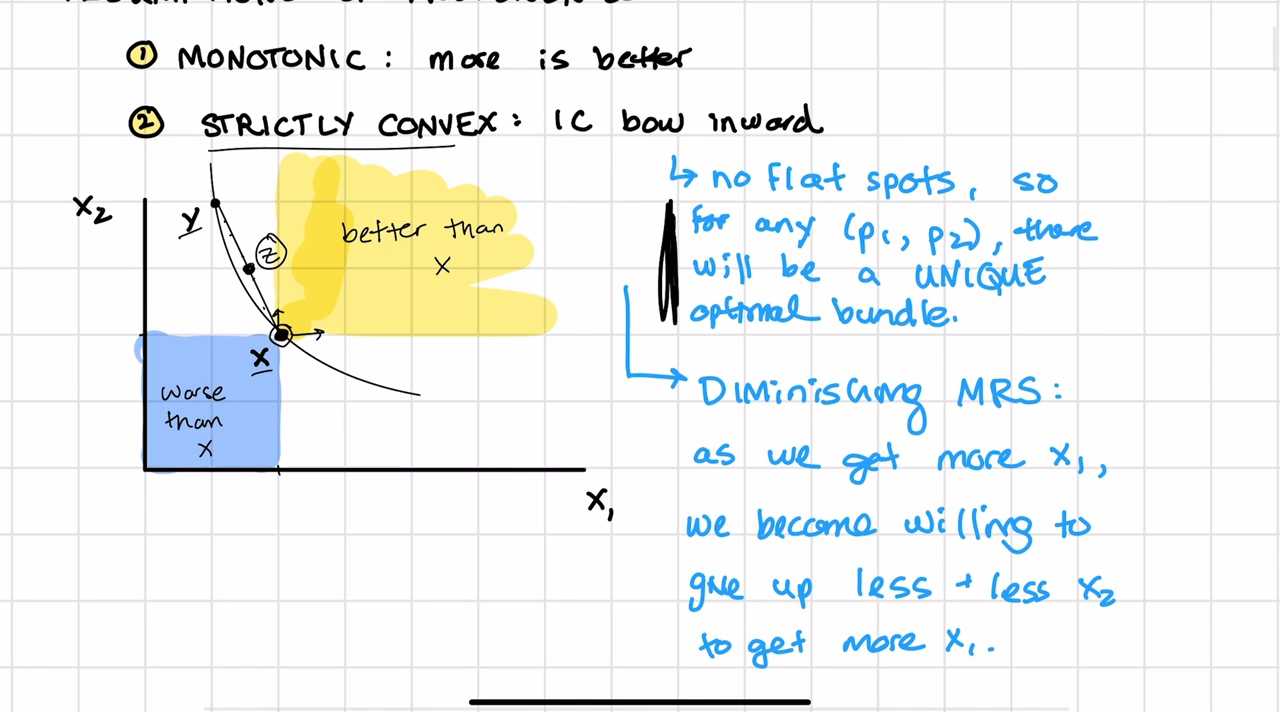 ① MONOTONIC: more is better
② STRICTLY CONVEX: IC bow inward
↳ no flat spots, so
for any (p₁, p₂), there
will be a UNIQUE
optimal bundle.
x₂
y
z
better than
x
x
worse
than
x
x₁
→ Diminishing MRS:
as we get more x₁,
we become willing to
give up less + less x₂
to get more x₁.